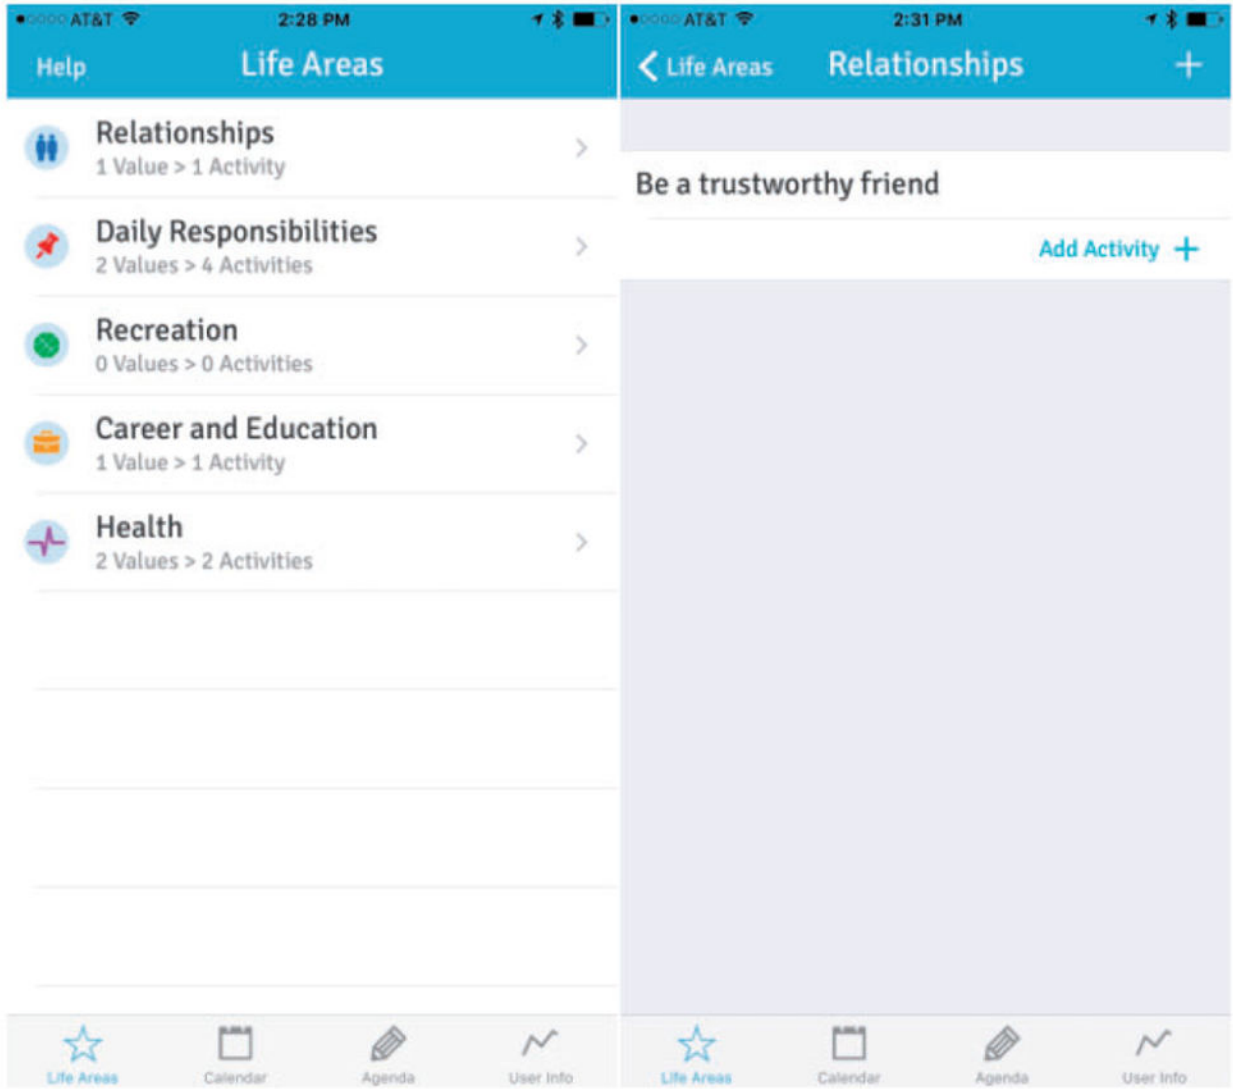 AT&T 2:28 PM
Help Life Areas
Relationships
1 Value > 1 Activity
Daily Responsibilities
2 Values > 4 Activities
Recreation
0 Values > 0 Activities
Career and Education
1 Value > 1 Activity
Health
2 Values > 2 Activities
Life Areas Calendar Agenda User Info
AT&T 2:31 PM
Life Areas Relationships +
Be a trustworthy friend
Add Activity +
Life Areas Calendar Agenda User Info